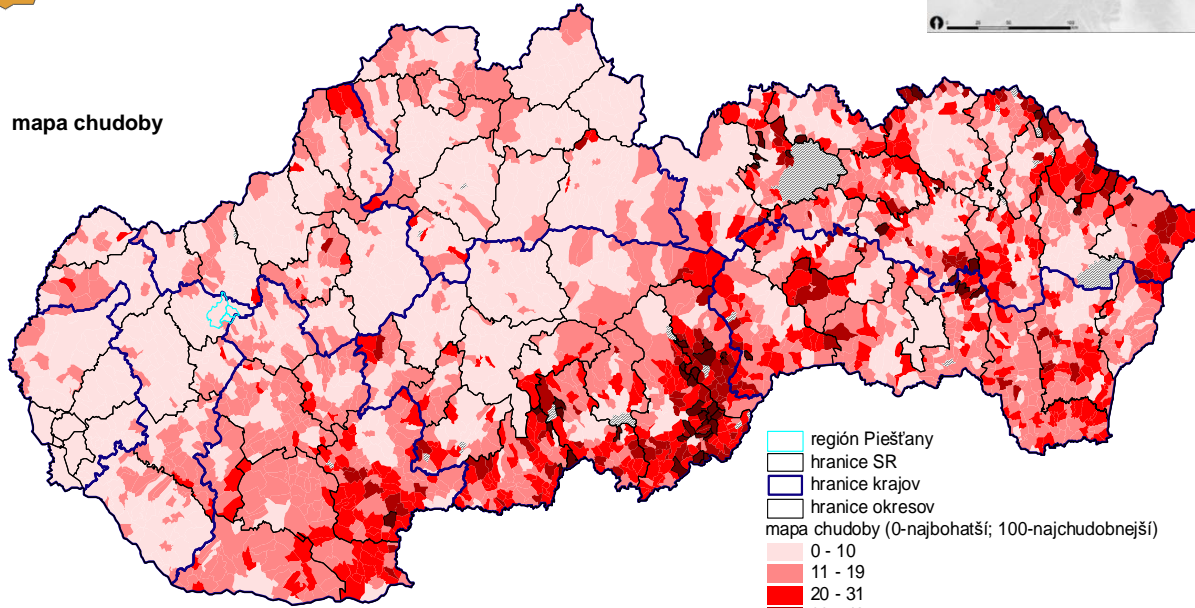 mapa chudoby
región Piešťany
hranice SR
hranice krajov
hranice okresov
mapa chudoby (0-najbohatší; 100-najchudobnejší)
0 - 10
11 - 19
20 - 31